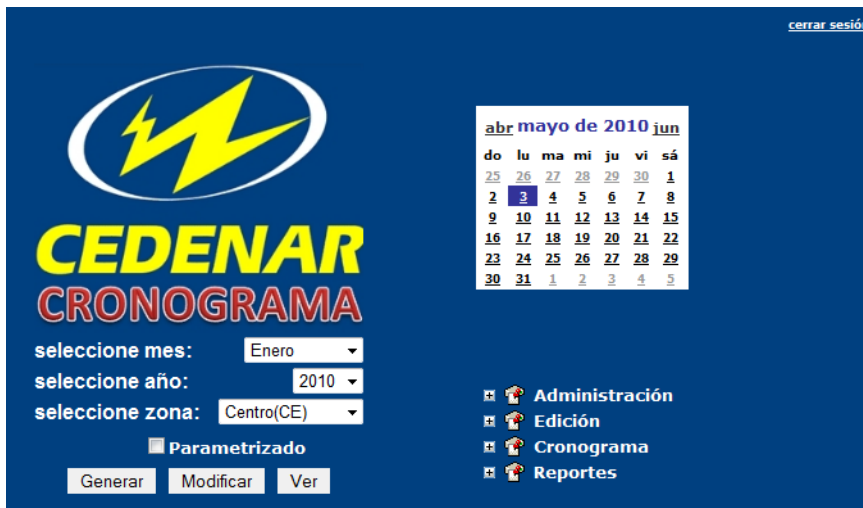 cerrar sesió
CEDENAR
CRONOGRAMA
seleccione mes: Enero
seleccione año: 2010
seleccione zona: Centro(CE)
Parametrizado
Generar Modificar Ver
abr mayo de 2010 jun
do lu ma mi ju vi sá
25 26 27 28 29 30 1
2 3 4 5 6 7 8
9 10 11 12 13 14 15
16 17 18 19 20 21 22
23 24 25 26 27 28 29
30 31 1 2 3 4 5
Administración
Edición
Cronograma
Reportes